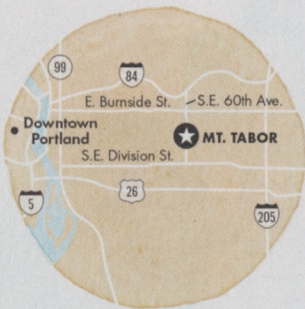 99
84
E. Burnside St.
S.E. 60th Ave.
Downtown
Portland
MT. TABOR
S.E. Division St.
26
5
205